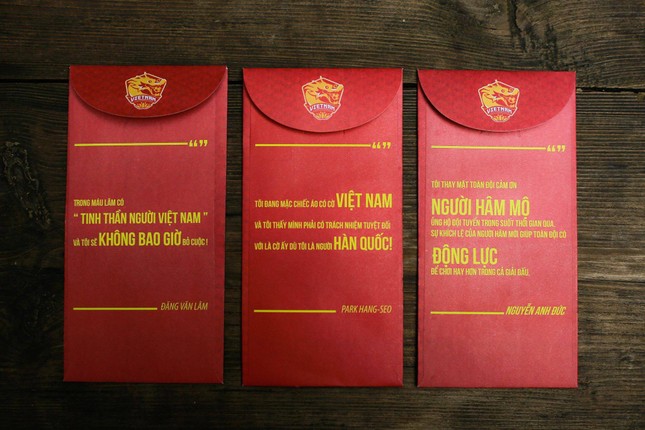 VIETNAM
"
TRONG MÁU LÂM CÓ
“ TINH THẦN NGƯỜI VIỆT NAM ”
VÀ TÔI SẼ KHÔNG BAO GIỜ BỎ CUỘC !
ĐẶNG VĂN LÂM
VIETNAM
"
TÔI ĐANG MẶC CHIẾC ÁO CÓ CỜ VIỆT NAM
VÀ TÔI THẤY MÌNH PHẢI CÓ TRÁCH NHIỆM TUYỆT ĐỐI
VỚI LÁ CỜ ẤY DÙ TÔI LÀ NGƯỜI HÀN QUỐC!
PARK HANG-SEO
VIETNAM
"
TÔI THAY MẶT TOÀN ĐỘI CẢM ƠN
NGƯỜI HÂM MỘ
ỦNG HỘ ĐỘI TUYỂN TRONG SUỐT THỜI GIAN QUA,
SỰ KHÍCH LỆ CỦA NGƯỜI HÂM MỚI GIÚP TOÀN ĐỘI CÓ
ĐỘNG LỰC
ĐỂ CHƠI HAY HƠN TRONG CẢ GIẢI ĐẤU.
NGUYỄN ANH ĐỨC